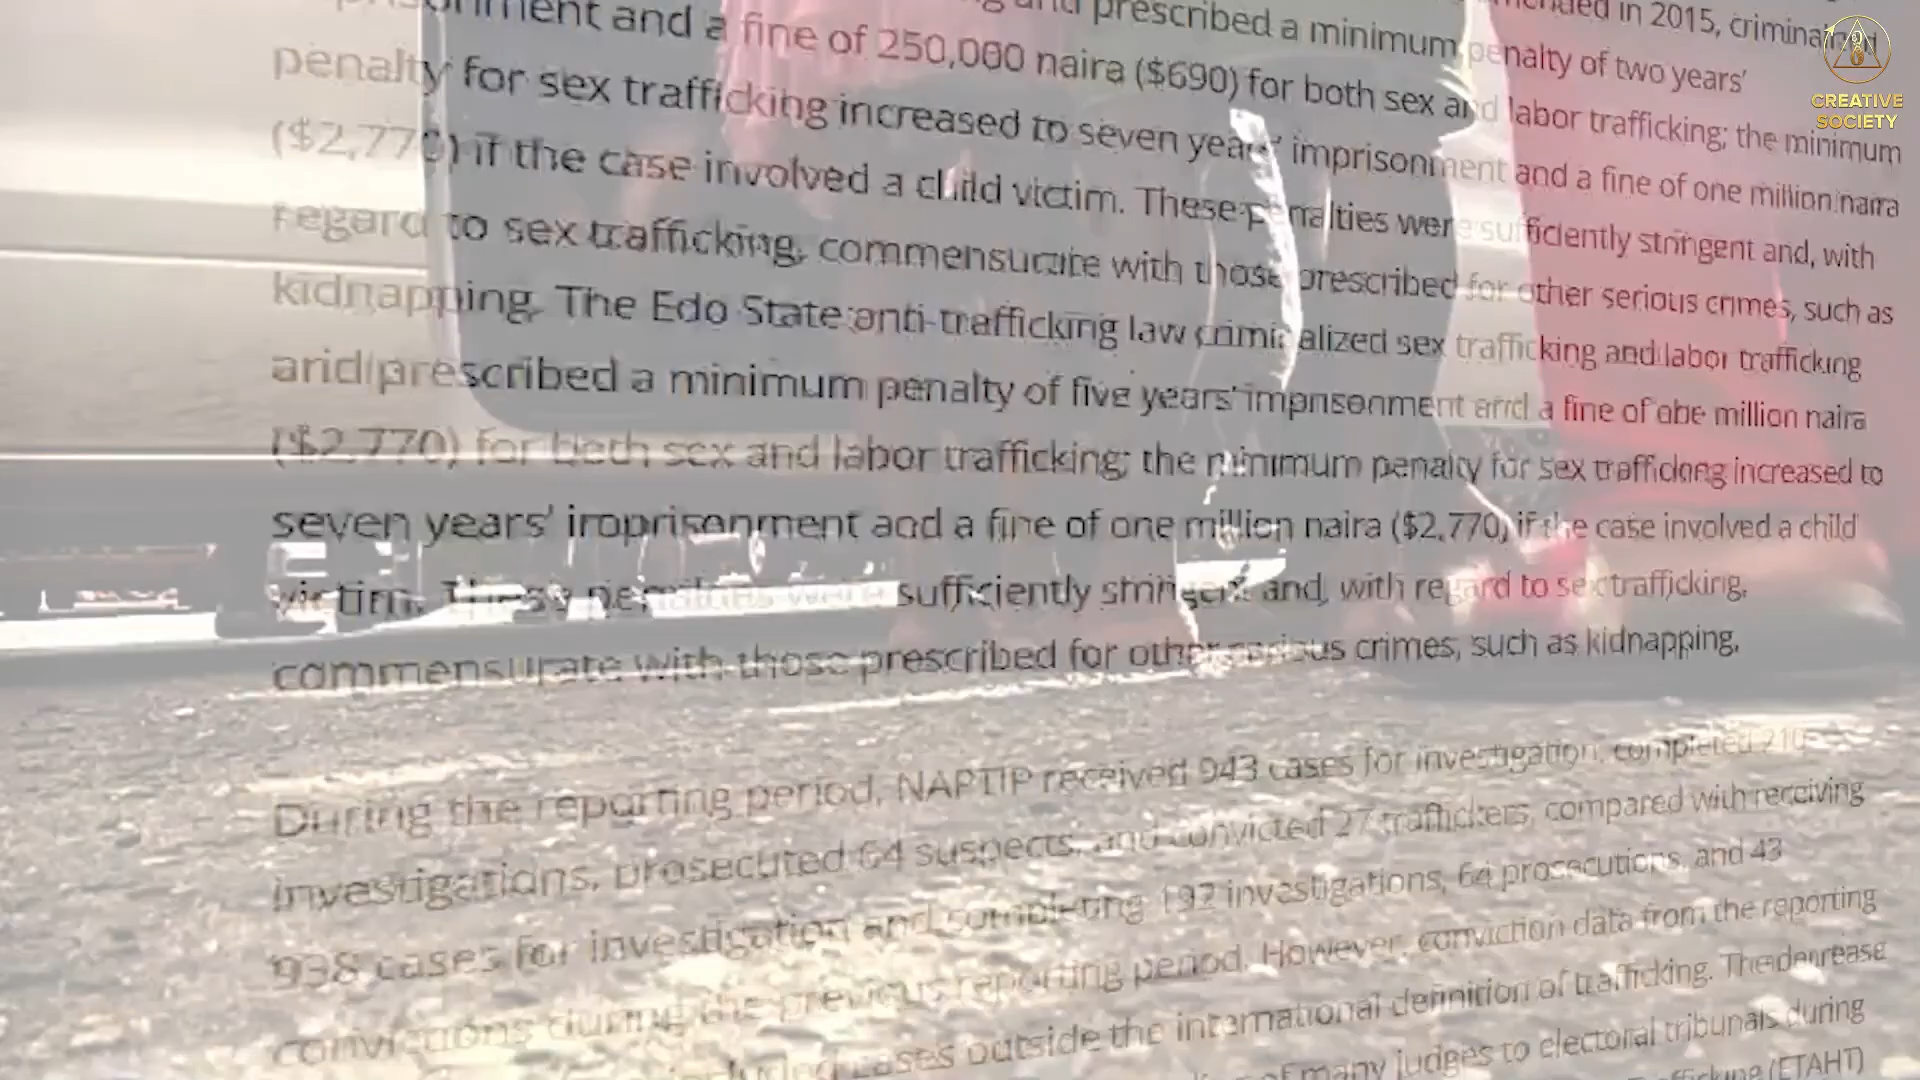 nment and a fine of 250,000 naira ($690) for both sex and labor trafficking; the minimum
prescribed a minimum penalty of two years'
in 2015,
penalty for sex trafficking increased to seven years' imprisonment and a fine of one million naira
($2,770) if the case involved a child victim. These penalties were sufficiently stringent and, with
regard to sex trafficking, commensurate with those prescribed for other serious crimes, such as
kidnapping. The Edo State anti-trafficking law criminalized sex trafficking and labor trafficking
and prescribed a minimum penalty of five years' imprisonment and a fine of one million naira
($2,770) for both sex and labor trafficking; the minimum penalty for sex trafficking increased to
seven years' imprisonment and a fine of one million naira ($2,770) if the case involved a child
victim. These penalties were sufficiently stringent and, with regard to sex trafficking,
commensurate with those prescribed for other serious crimes, such as kidnapping.
During the reporting period, NAPTIP received 943 cases for investigation, completed 210
investigations, prosecuted 64 suspects, and convicted 27 traffickers, compared with receiving
938 cases for investigation and completing 192 investigations, 64 prosecutions, and 43
convictions during the previous reporting period. However, conviction data from the reporting
cases outside the international definition of trafficking. The decrease
of many judges to electoral tribunals during
(ETAHT)
CREATIVE
SOCIETY